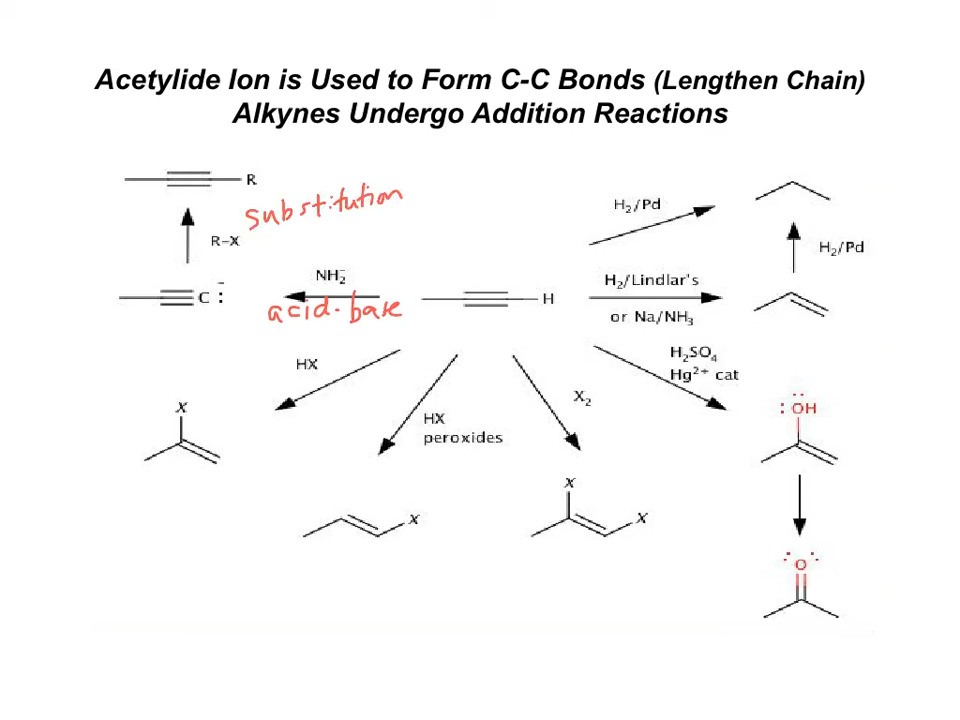 Acetylide Ion is Used to Form C-C Bonds (Lengthen Chain)
Alkynes Undergo Addition Reactions
R
substitution
R-X
H₂/Pd
H₂/Pd
C:⁻
NH₂⁻
acid-base
H
H₂/Lindlar's
or Na/NH₃
HX
X
HX
peroxides
X
X₂
X
X
H₂SO₄
Hg²⁺ cat
:ÖH
O